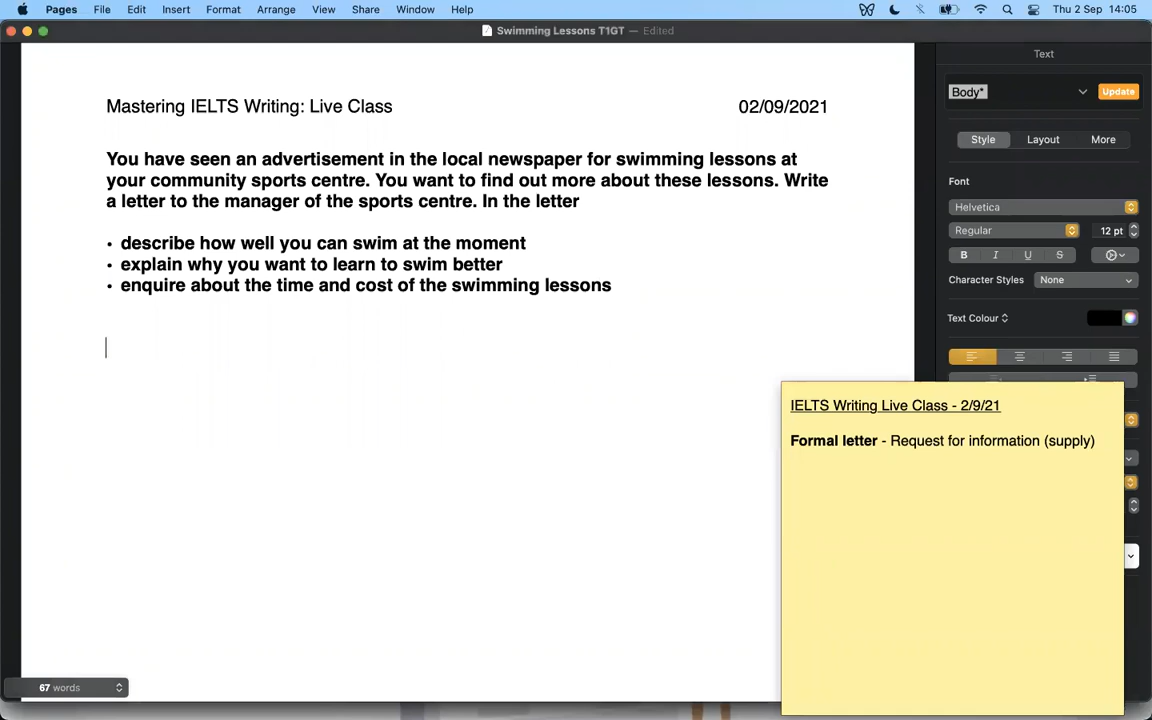 Pages File Edit Insert Format Arrange View Share Window Help Thu 2 Sep 14:05
Swimming Lessons T1GT — Edited
Text
Mastering IELTS Writing: Live Class 02/09/2021
Body* Update
Style Layout More
You have seen an advertisement in the local newspaper for swimming lessons at
your community sports centre. You want to find out more about these lessons. Write
a letter to the manager of the sports centre. In the letter
• describe how well you can swim at the moment
• explain why you want to learn to swim better
• enquire about the time and cost of the swimming lessons
Font
Helvetica
Regular 12 pt
B I U S
Character Styles None
Text Colour
IELTS Writing Live Class - 2/9/21
Formal letter - Request for information (supply)
67 words